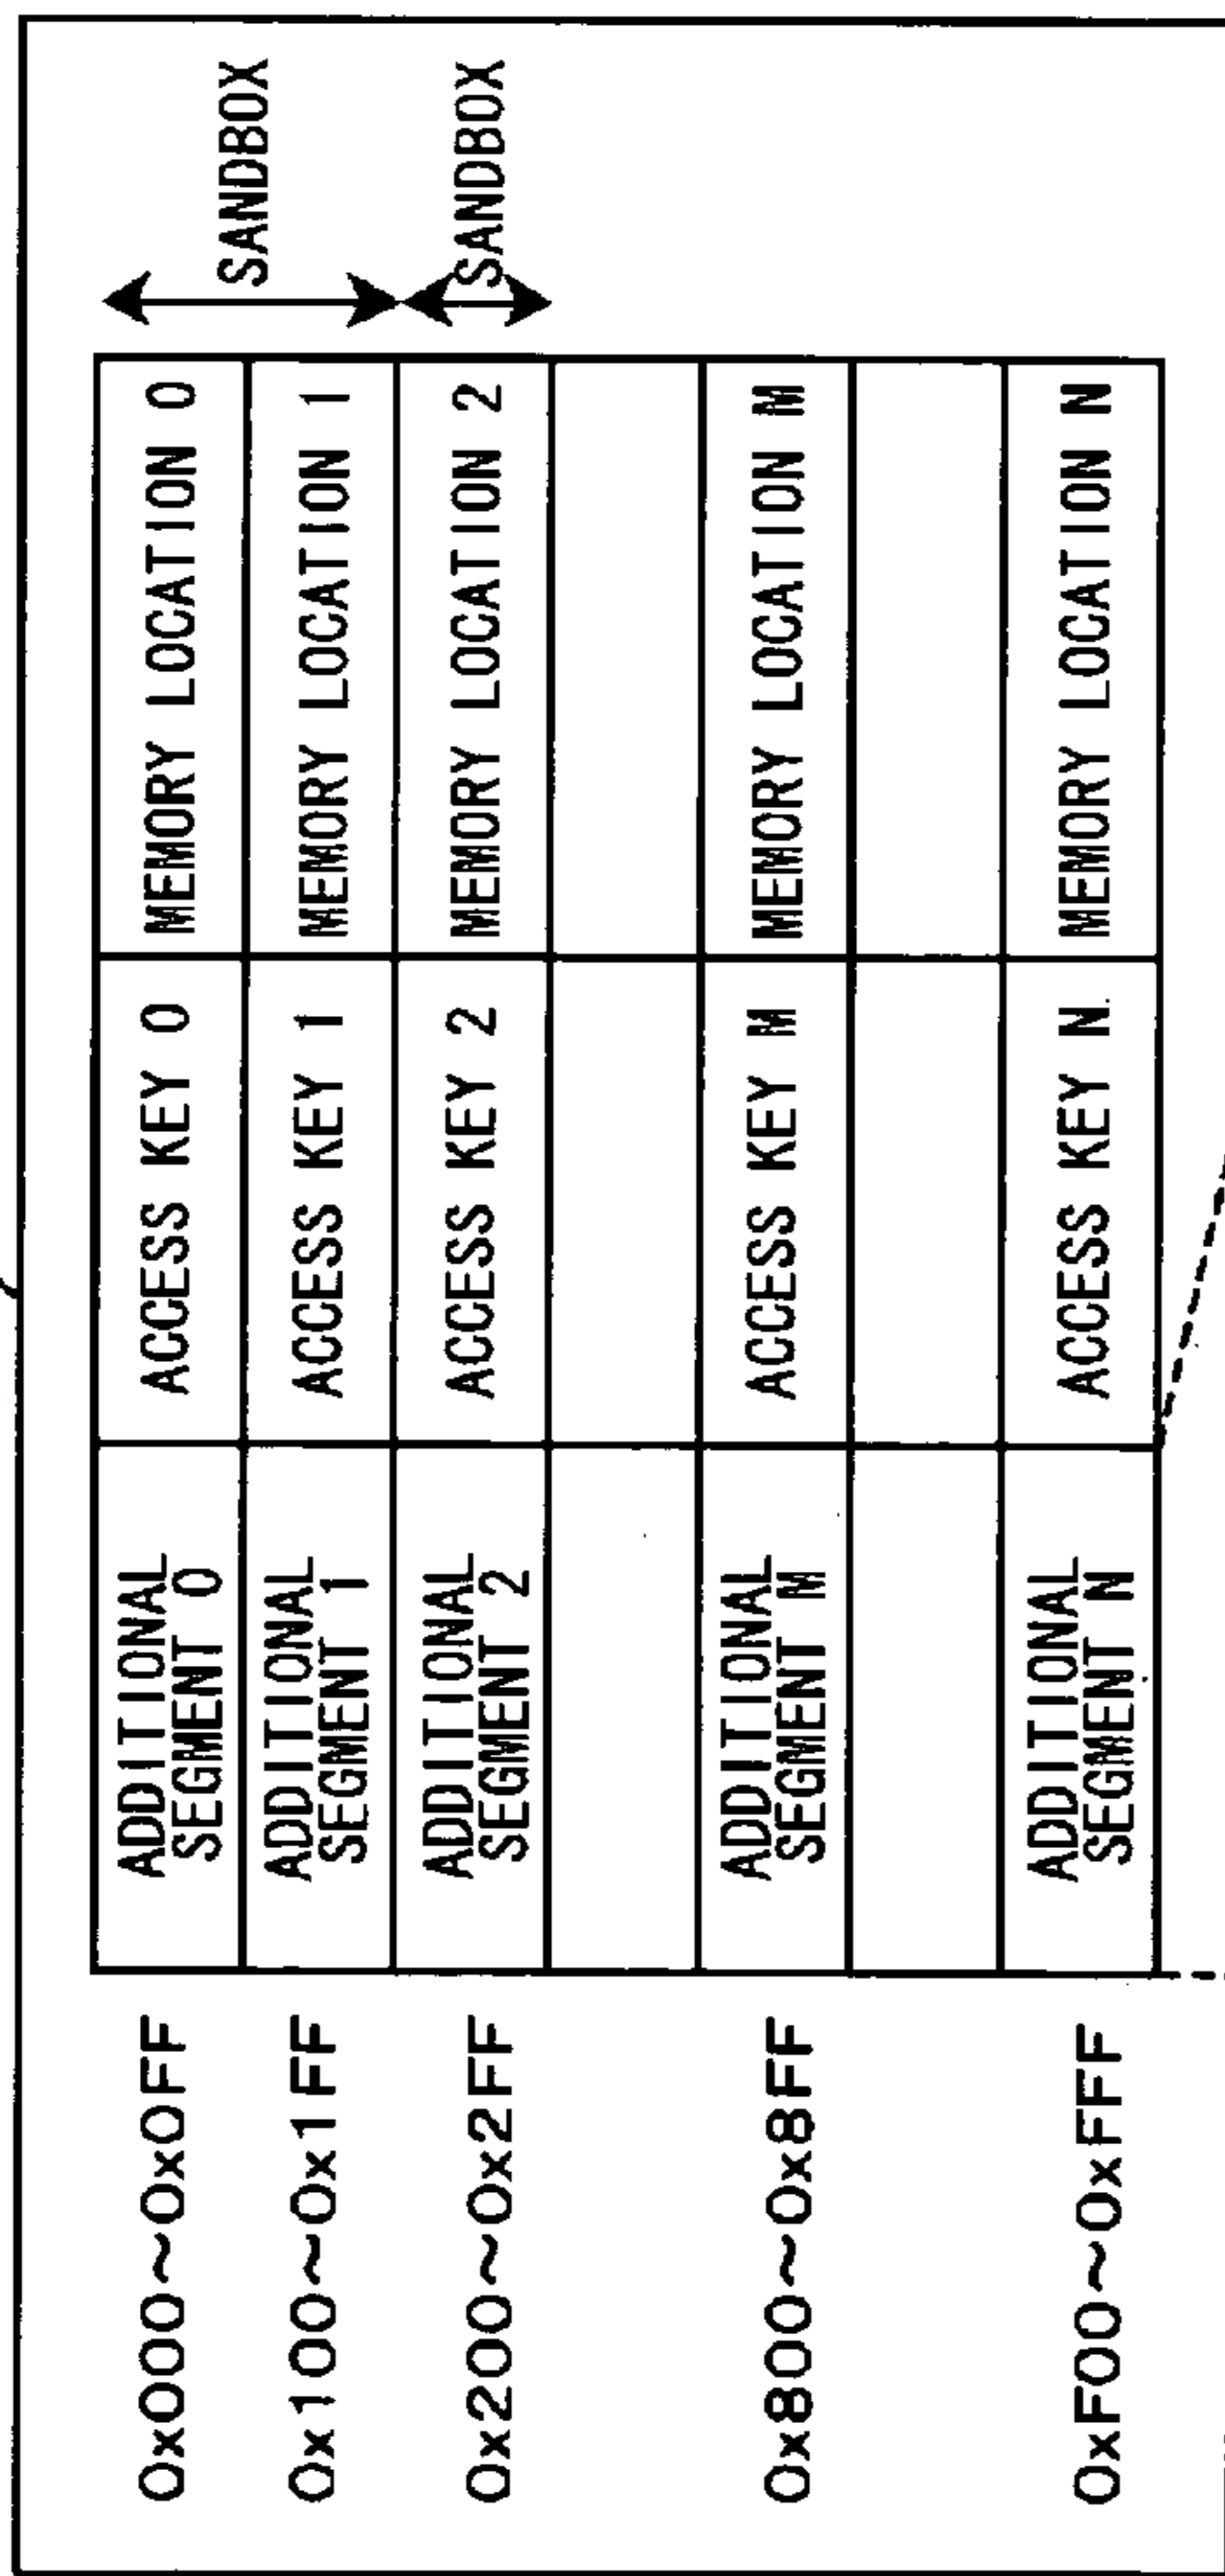 0x000~0x0FF
ADDITIONAL
SEGMENT 0
ACCESS KEY 0
MEMORY LOCATION 0
SANDBOX
0x100~0x1FF
ADDITIONAL
SEGMENT 1
ACCESS KEY 1
MEMORY LOCATION 1
0x200~0x2FF
ADDITIONAL
SEGMENT 2
ACCESS KEY 2
MEMORY LOCATION 2
SANDBOX
0x800~0x8FF
ADDITIONAL
SEGMENT M
ACCESS KEY M
MEMORY LOCATION M
0xF00~0xFFF
ADDITIONAL
SEGMENT N
ACCESS KEY N
MEMORY LOCATION N